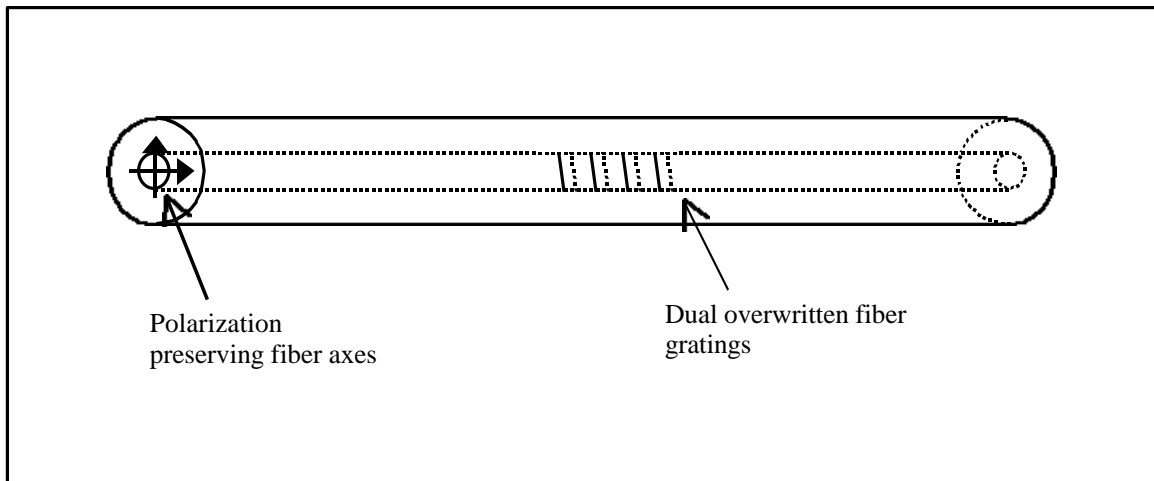 Polarization
preserving fiber axes
Dual overwritten fiber
gratings